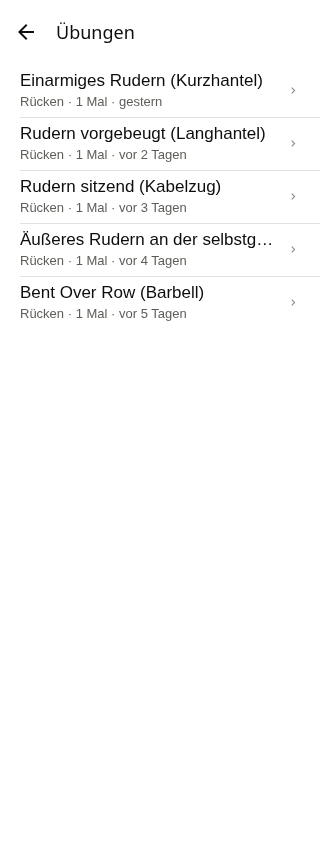 Übungen
Einarmiges Rudern (Kurzhantel)
Rücken · 1 Mal · gestern
Rudern vorgebeugt (Langhantel)
Rücken · 1 Mal · vor 2 Tagen
Rudern sitzend (Kabelzug)
Rücken · 1 Mal · vor 3 Tagen
Äußeres Rudern an der selbstg…
Rücken · 1 Mal · vor 4 Tagen
Bent Over Row (Barbell)
Rücken · 1 Mal · vor 5 Tagen